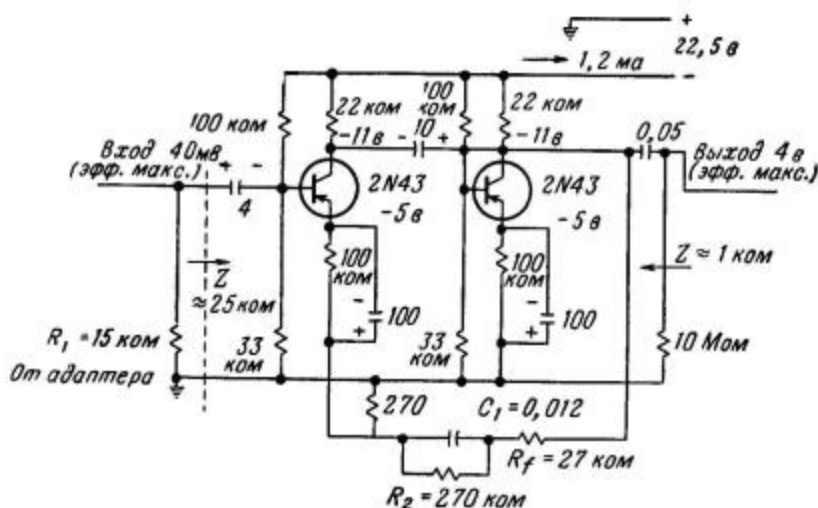 +
22,5 в
-
1,2 ма
100 ком
22 ком
100 ком
22 ком
-11 в
- 10 +
-11 в
0,05
Вход 40 мв
(эфф. макс.)
+ -
4
2N43
-5 в
2N43
-5 в
Выход 4 в
(эфф. макс.)
Z
≈ 25 ком
100 ком
-
+
100
100 ком
-
+
100
Z ≈ 1 ком
R₁ = 15 ком
33 ком
33 ком
10 Мом
От адаптера
270
C₁ = 0,012
R_f = 27 ком
R₂ = 270 ком